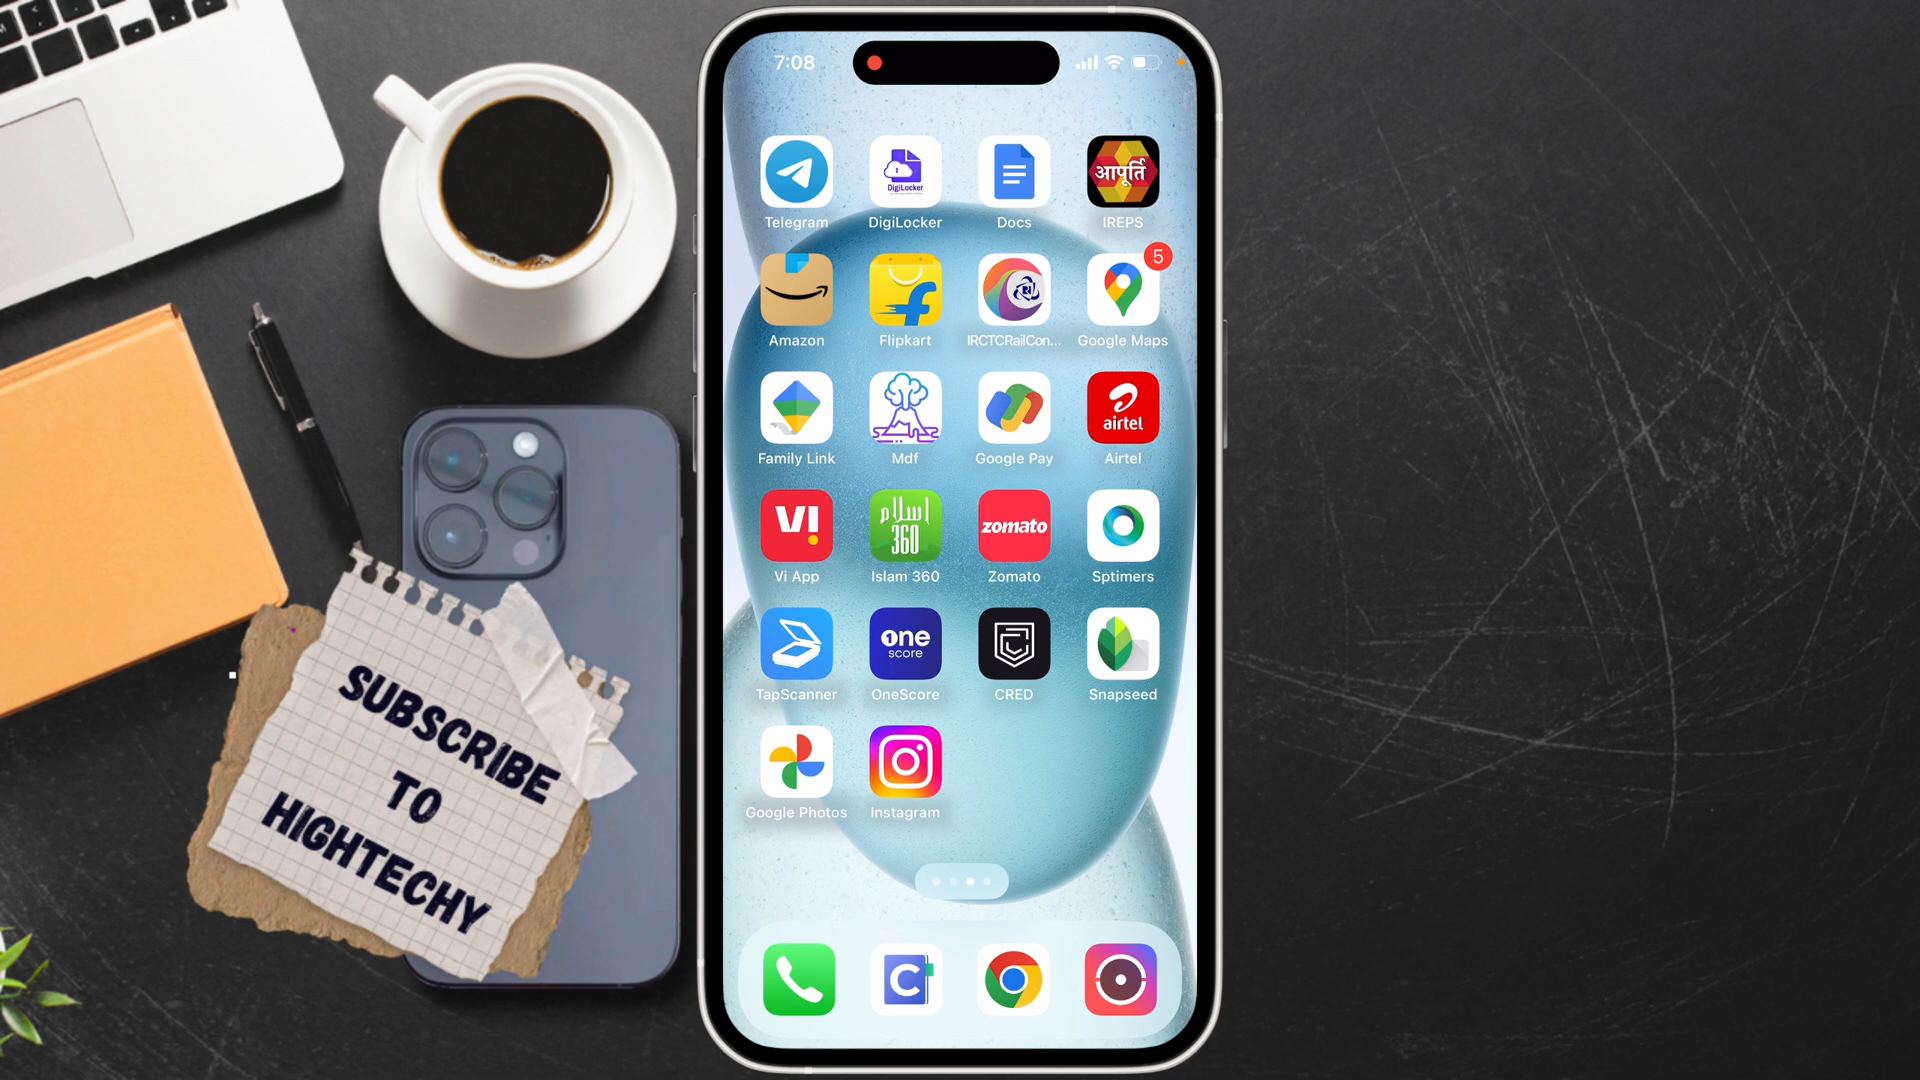 7:08
DigiLocker
आपूर्ति
Telegram
DigiLocker
Docs
IREPS
5
Amazon
Flipkart
IRCTCRailCon...
Google Maps
airtel
Family Link
Mdf
Google Pay
Airtel
VI
اسلام
360
zomato
Vi App
Islam 360
Zomato
Sptimers
one
score
TapScanner
OneScore
CRED
Snapseed
Google Photos
Instagram
C
SUBSCRIBE
TO
HIGHTECHY